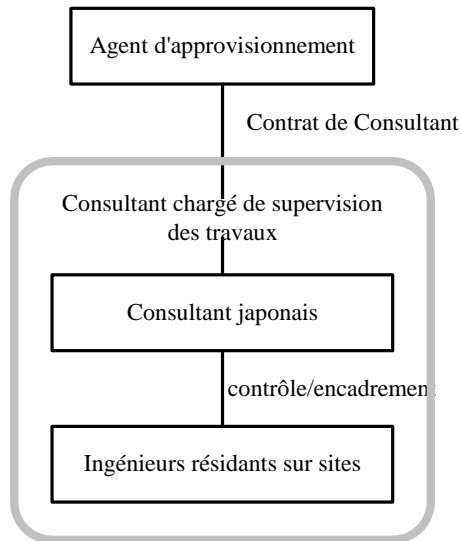 Agent d'approvisionnement
Contrat de Consultant
Consultant chargé de supervision
des travaux
Consultant japonais
contrôle/encadrement
Ingénieurs résidants sur sites